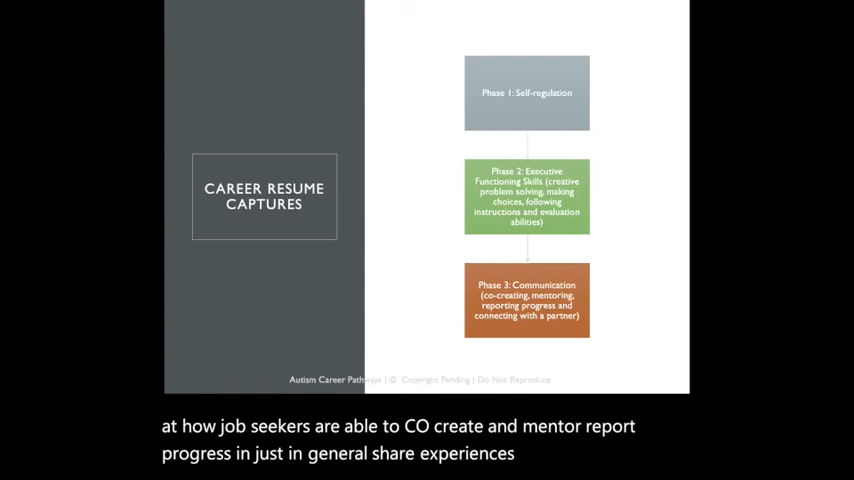 CAREER RESUME
CAPTURES
Phase 1: Self-regulation
Phase 2: Executive
Functioning Skills (creative
problem solving, making
choices, following
instructions and evaluation
abilities)
Phase 3: Communication
(co-creating, mentoring,
reporting progress and
connecting with a partner)
Autism Career Pathways | © Copyright Pending | Do Not Reproduce
at how job seekers are able to CO create and mentor report
progress in just in general share experiences